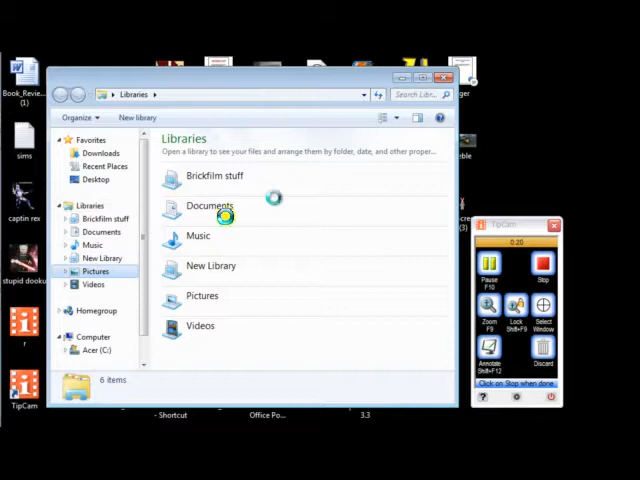 Book_Revie...
(1)
sims
captin rex
stupid dooku
r
TipCam
Libraries
Search Libr...
Organize
New library
Favorites
Downloads
Recent Places
Desktop
Libraries
Brickfilm stuff
Documents
Music
New Library
Pictures
Videos
Homegroup
Computer
Acer (C:)
Libraries
Open a library to see your files and arrange them by folder, date, and other proper...
Brickfilm stuff
Documents
Music
New Library
Pictures
Videos
6 items
- Shortcut
Office Po...
3.3
TipCam
0:20
Pause
F10
Stop
Zoom
F9
Lock
Shift+F9
Select
Window
Annotate
Shift+F12
Discard
Click on Stop when done